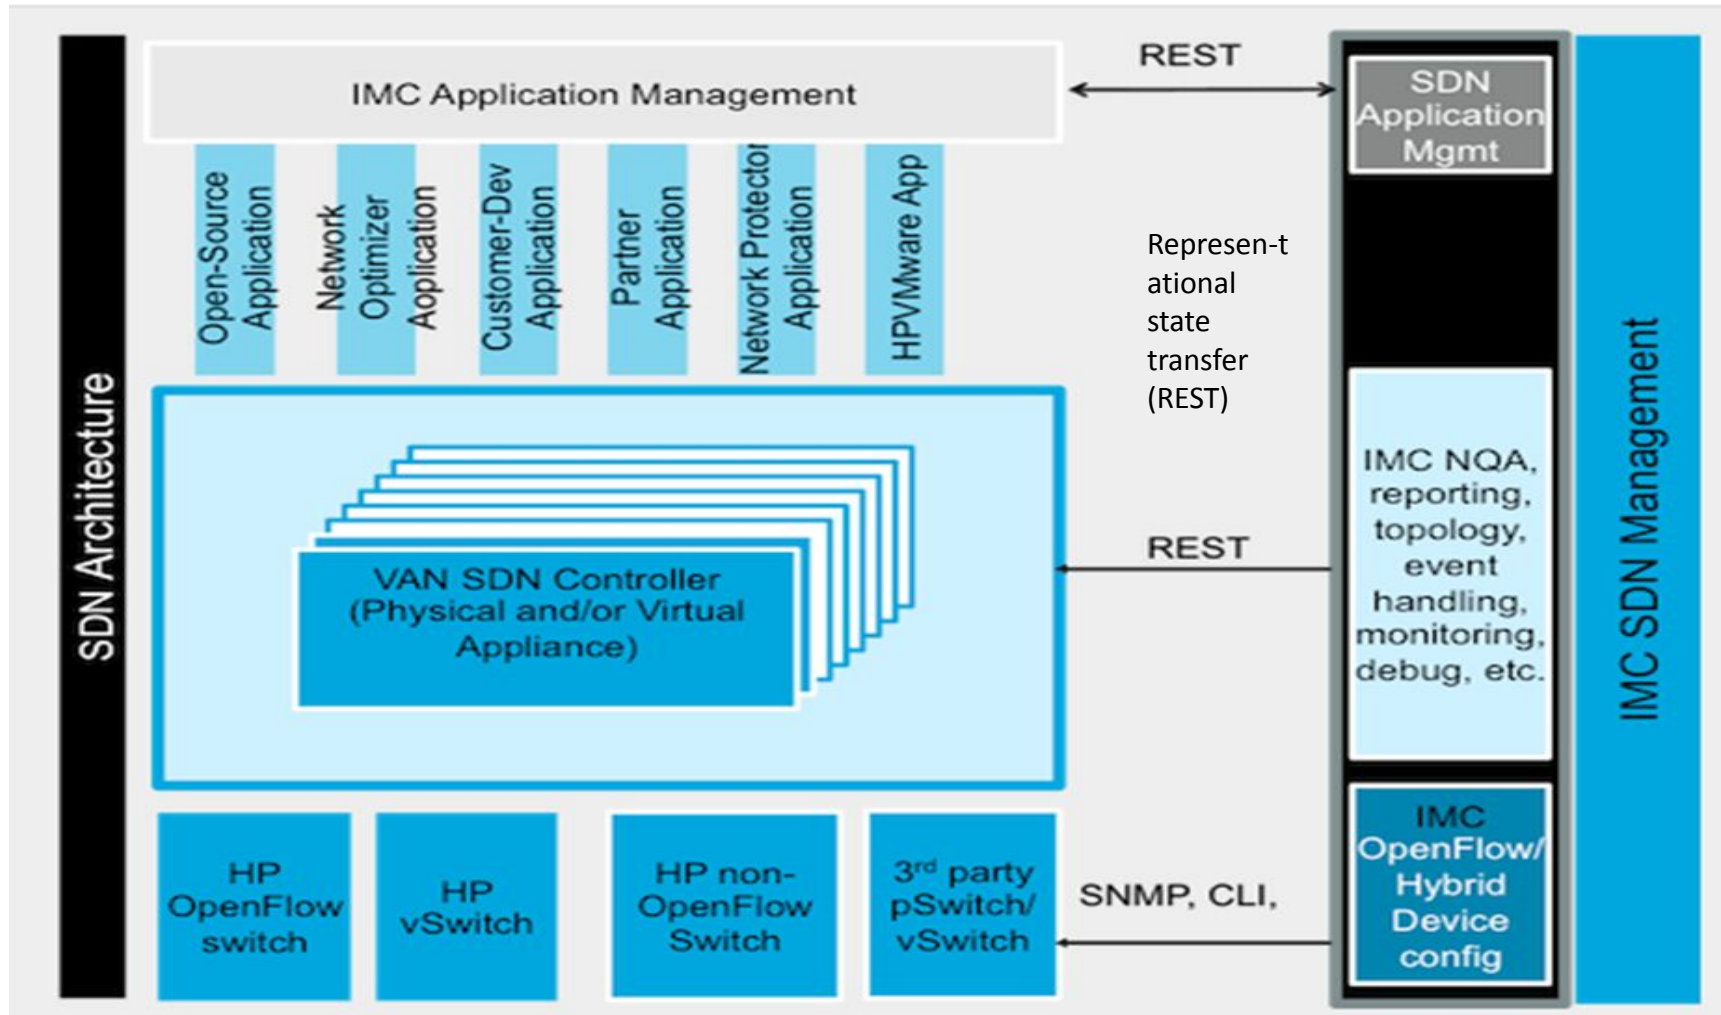 SDN Architecture
IMC Application Management
REST
SDN
Application
Mgmt
Open-Source
Application
Network
Optimizer
Aoplication
Customer-Dev
Application
Partner
Application
Network Protector
Application
HPVMware App
Represen-t
ational
state
transfer
(REST)
VAN SDN Controller
(Physical and/or Virtual
Appliance)
REST
IMC NQA,
reporting,
topology,
event
handling,
monitoring,
debug, etc.
HP
OpenFlow
switch
HP
vSwitch
HP non-
OpenFlow
Switch
3rd party
pSwitch/
vSwitch
SNMP, CLI,
IMC
OpenFlow/
Hybrid
Device
config
IMC SDN Management